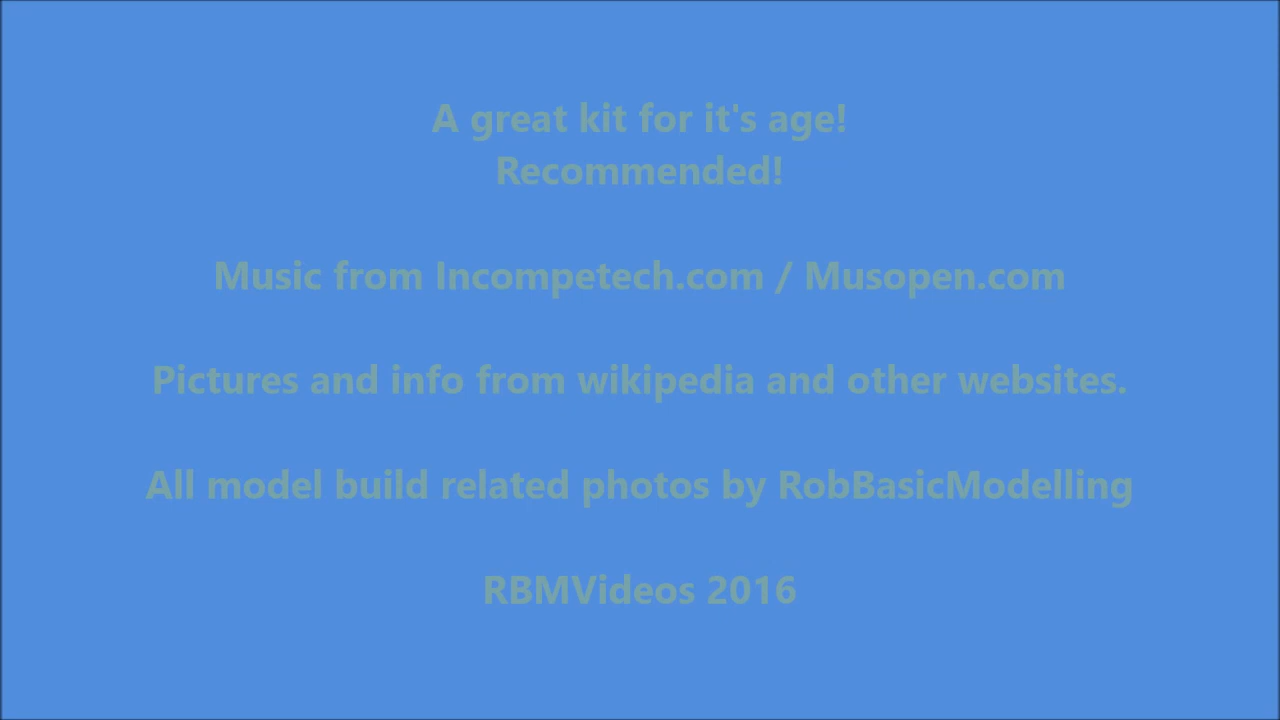 A great kit for it's age!
Recommended!
Music from Incompetech.com / Musopen.com
Pictures and info from wikipedia and other websites.
All model build related photos by RobBasicModelling
RBMVideos 2016